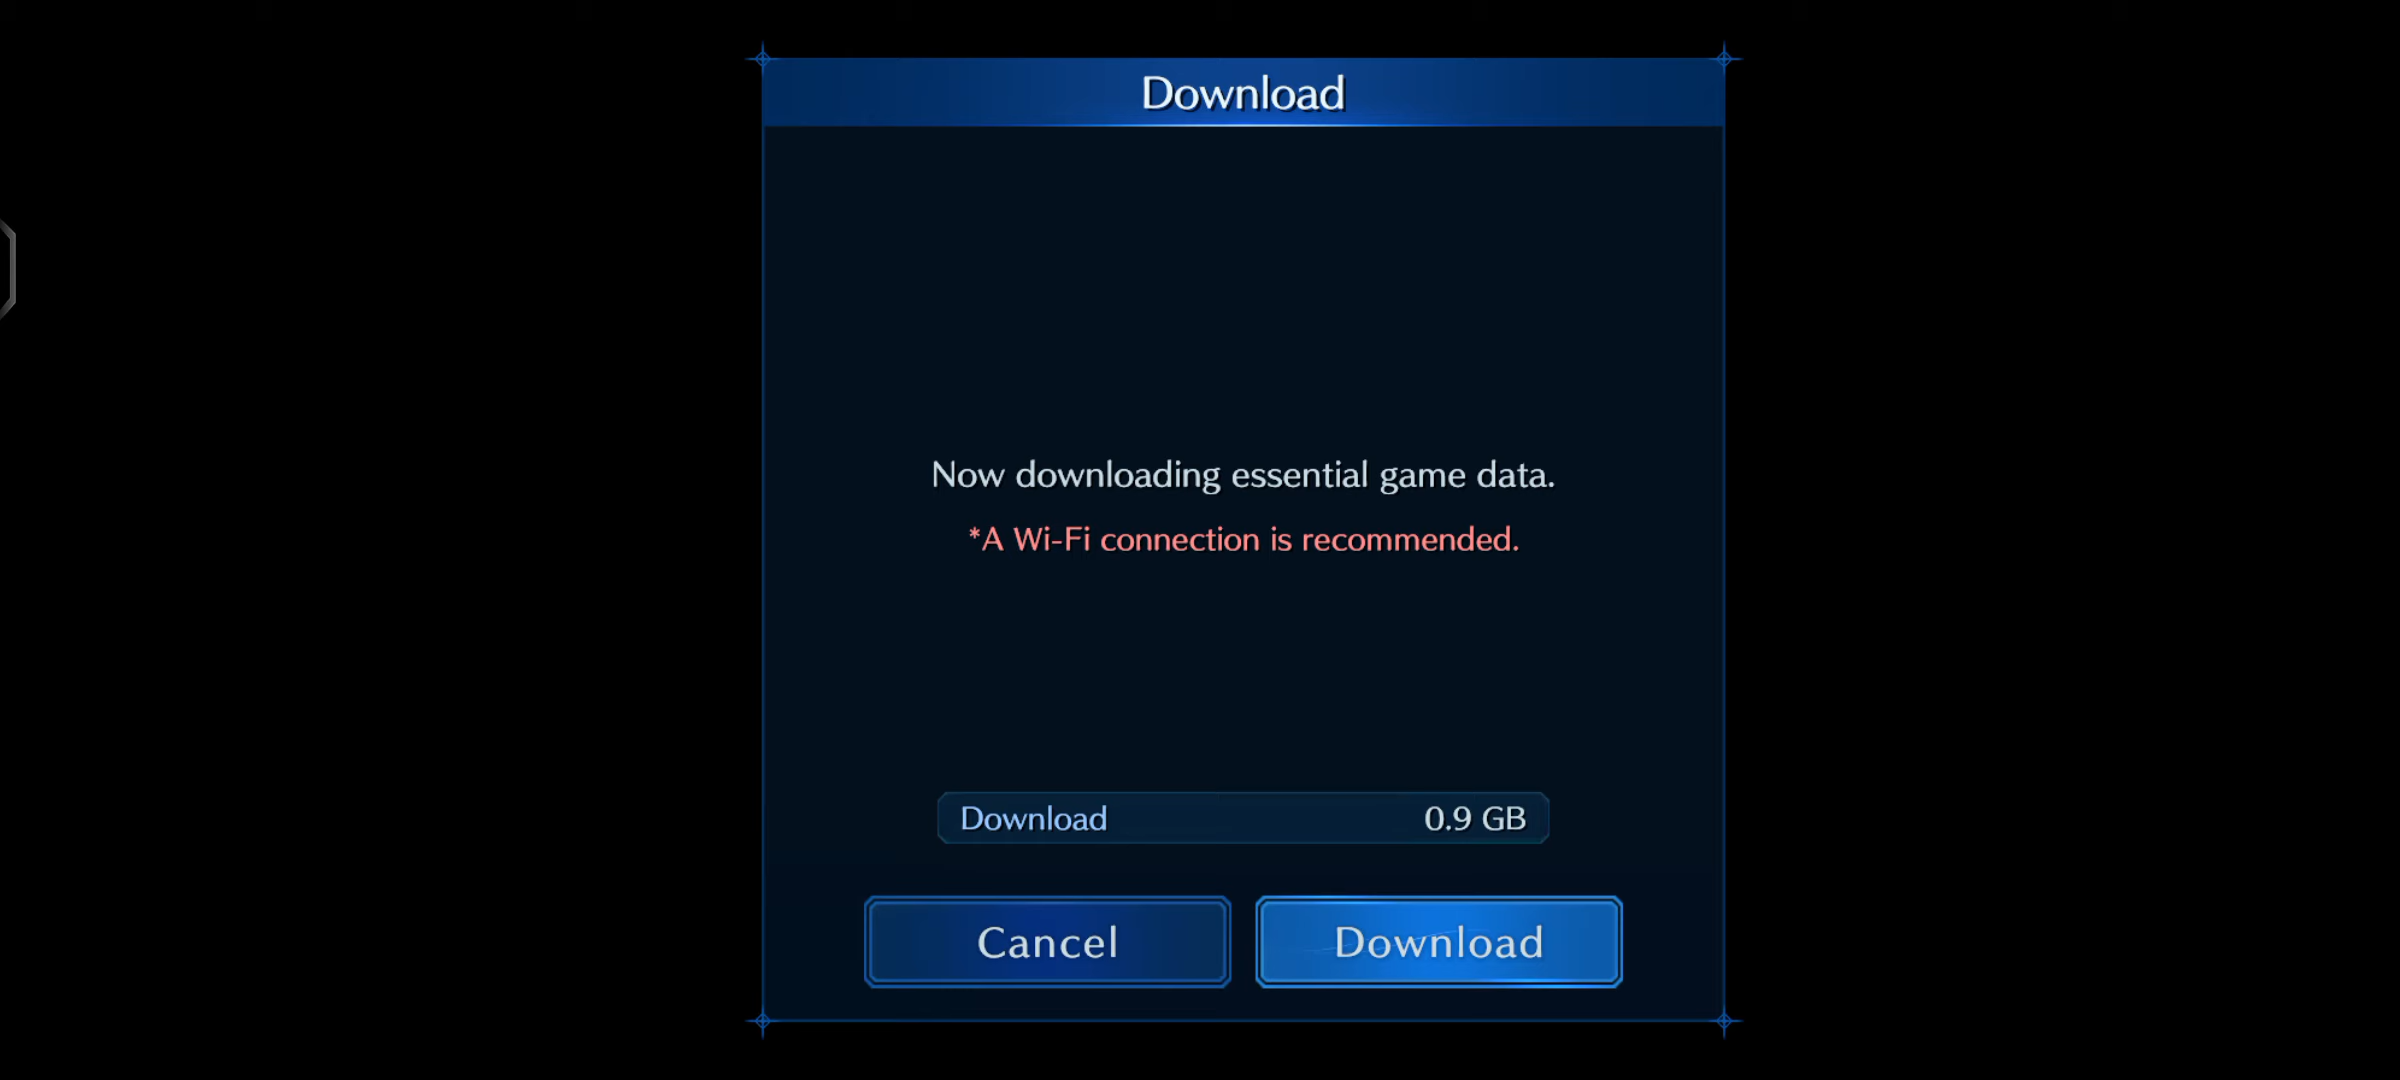 Download
Now downloading essential game data.
*A Wi-Fi connection is recommended.
Download 0.9 GB
Cancel Download